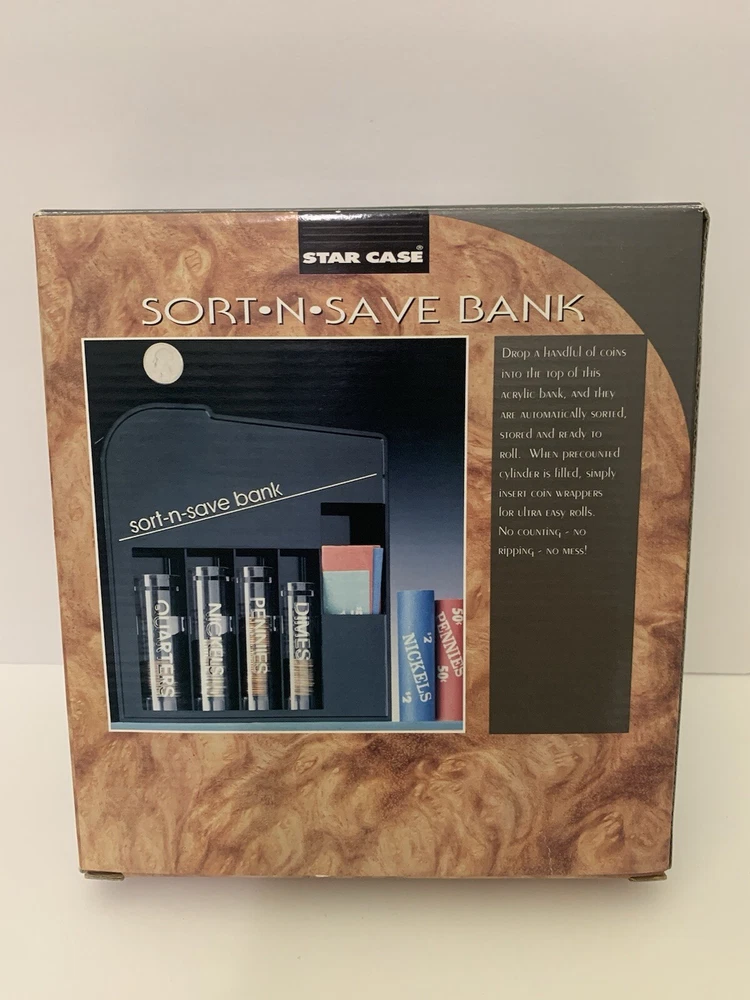 STAR CASE®
SORT•N•SAVE BANK
Drop a handful of coins
into the top of this
acrylic bank, and they
are automatically sorted,
stored and ready to
roll. When precounted
cylinder is filled, simply
insert coin wrappers
for ultra easy rolls.
No counting - no
ripping - no mess!
sort-n-save bank
QUARTERS
NICKELS
PENNIES
DIMES
$2
NICKELS
$2
50¢
PENNIES
50¢